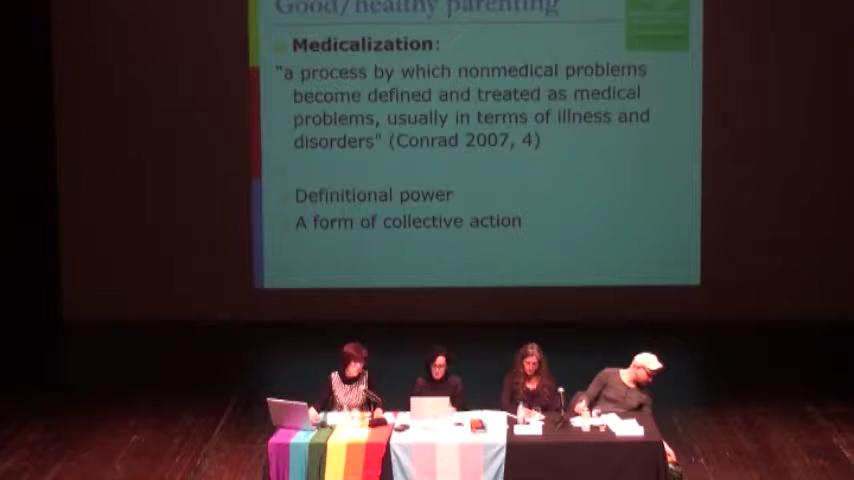 Good/healthy parenting
Medicalization:
"a process by which nonmedical problems
become defined and treated as medical
problems, usually in terms of illness and
disorders" (Conrad 2007, 4)
Definitional power
A form of collective action